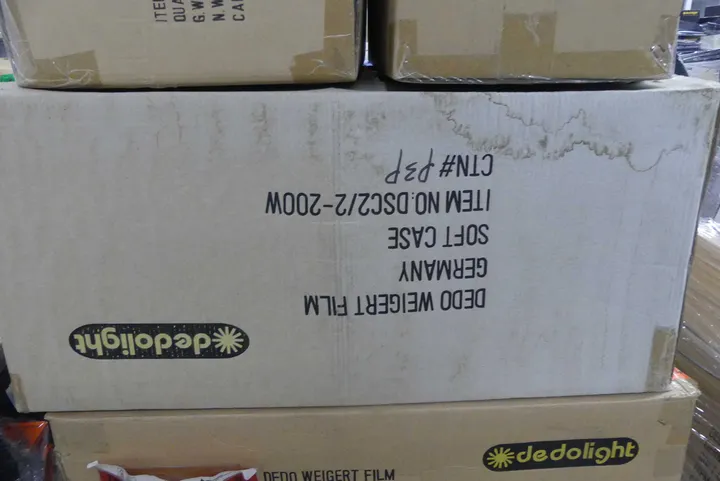 G.W
N.W
DEDO WEIGERT FILM
GERMANY
SOFT CASE
ITEM NO:DSC2/2-200W
CTN#
dedolight
dedolight
DEDO WEIGERT FILM